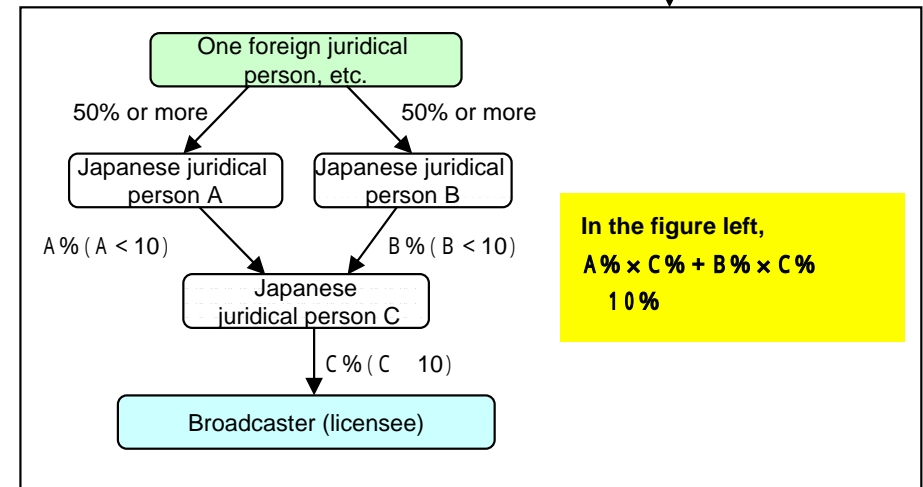 One foreign juridical
person, etc.
50% or more
50% or more
Japanese juridical
person A
Japanese juridical
person B
A%(A<10)
B%(B<10)
In the figure left,
A%×C%+B%×C%
10%
Japanese
juridical person C
C%(C 10)
Broadcaster (licensee)